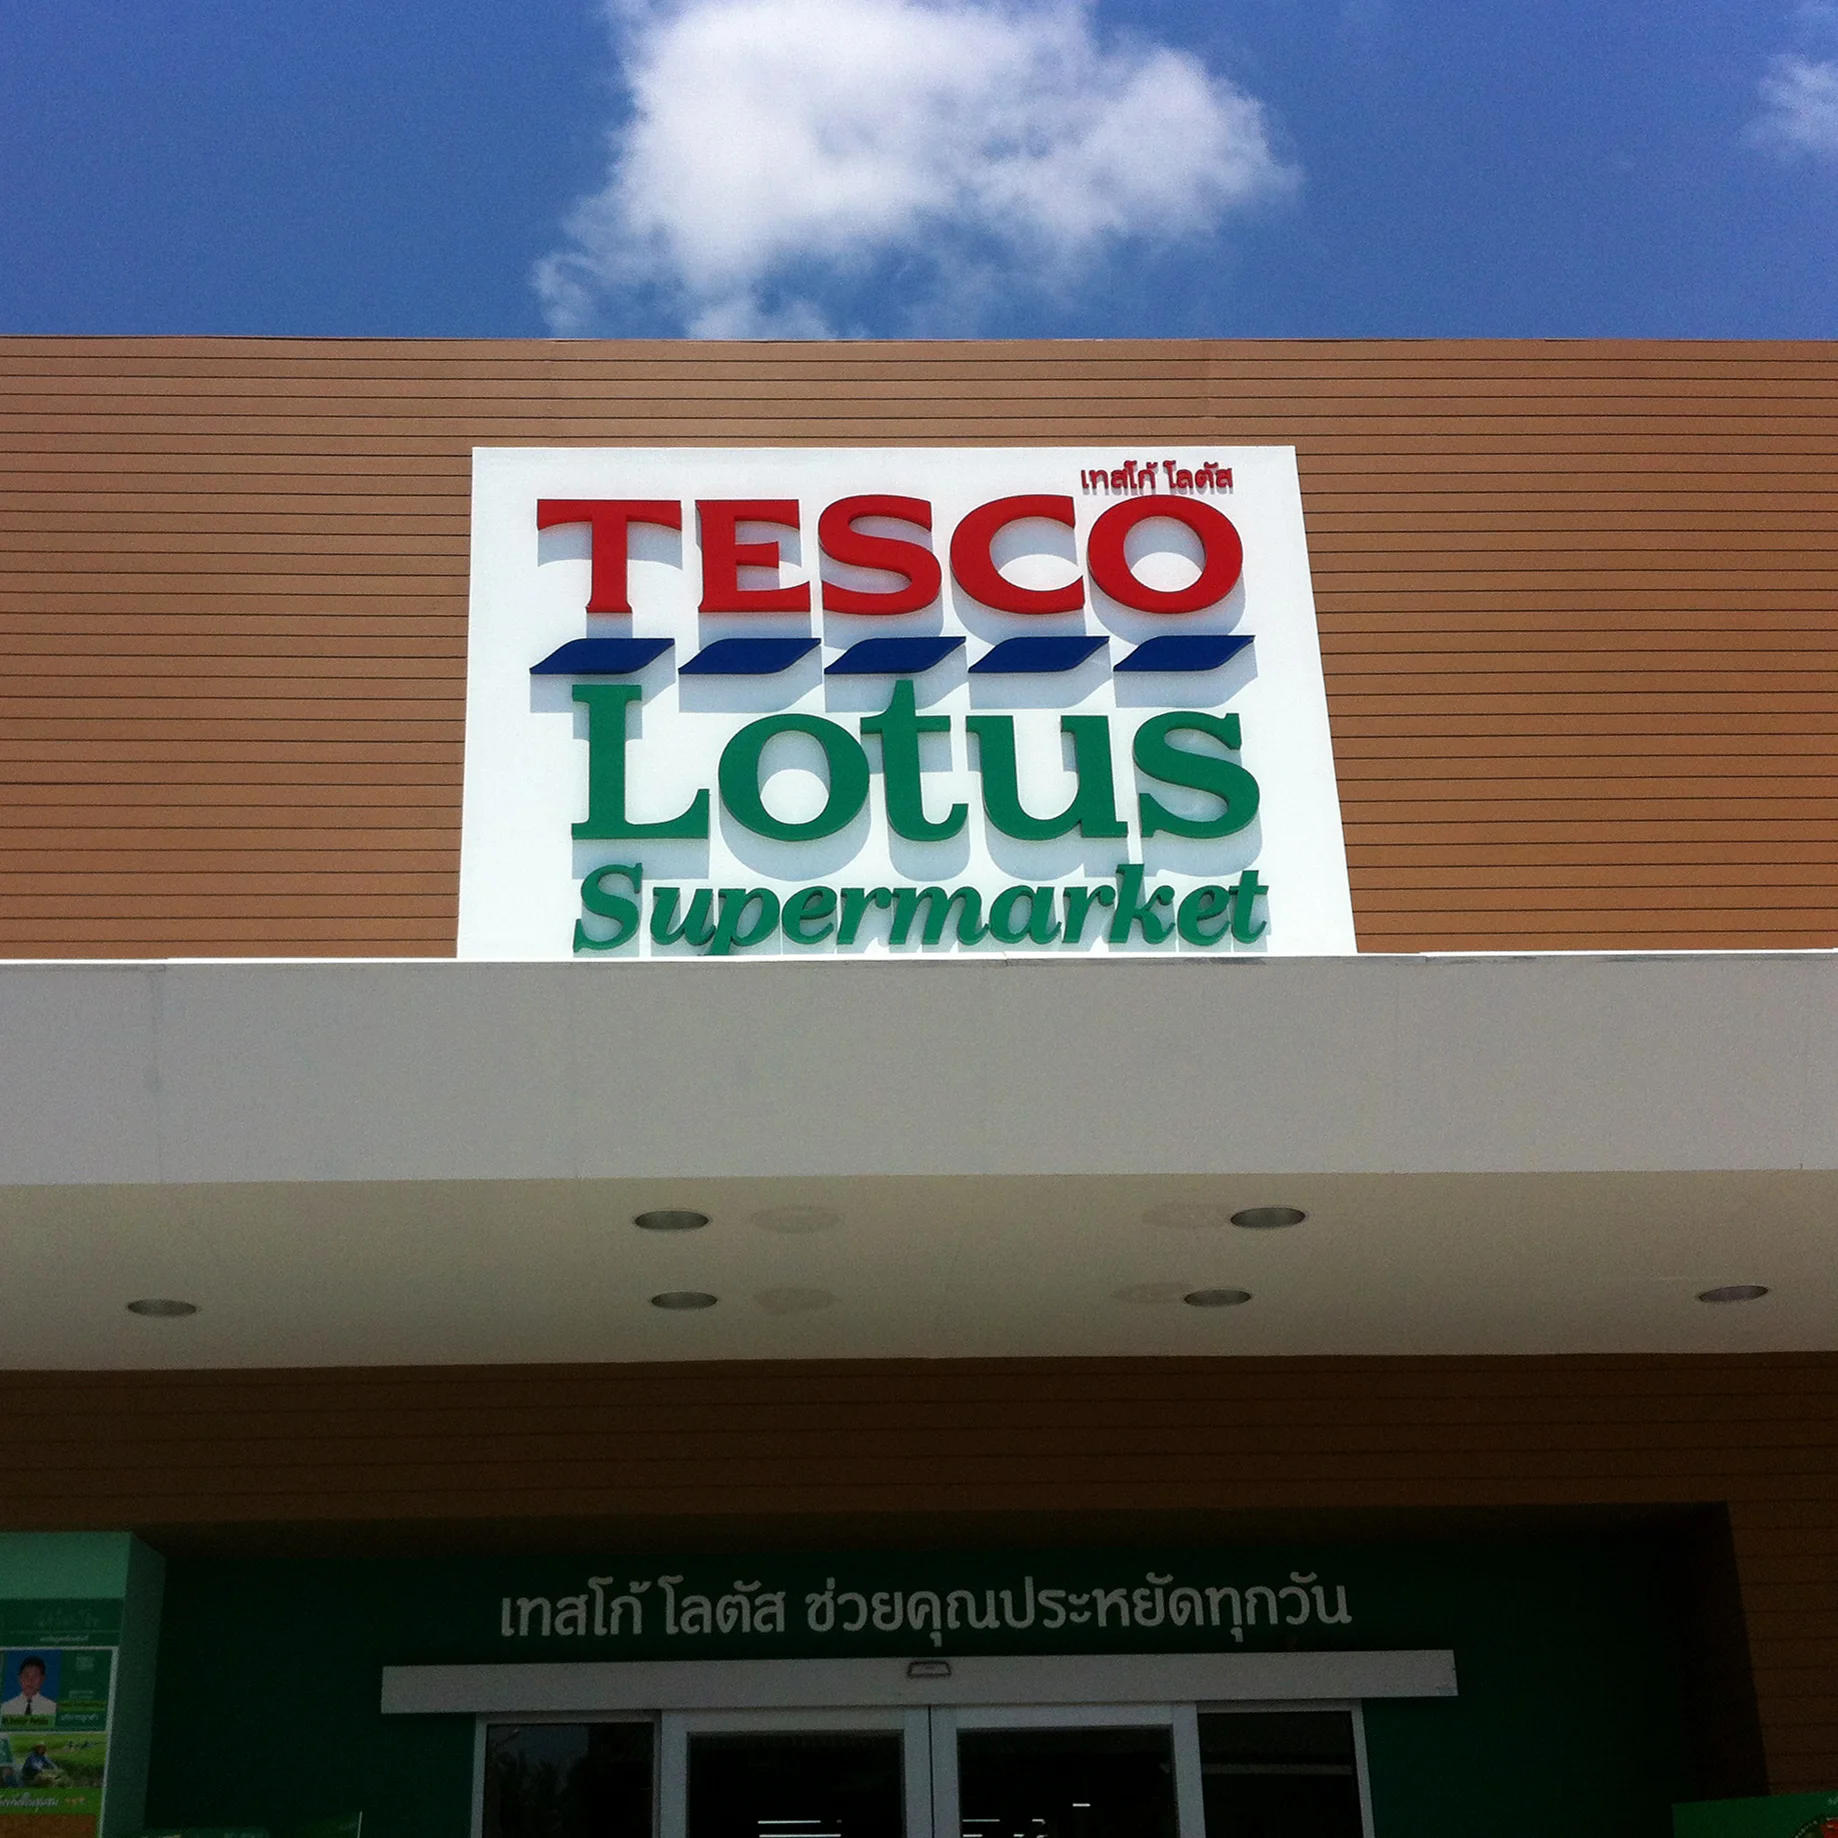 เทสโก้ โลตัส
TESCO
Lotus
Supermarket
เทสโก้ โลตัส ช่วยคุณประหยัดทุกวัน